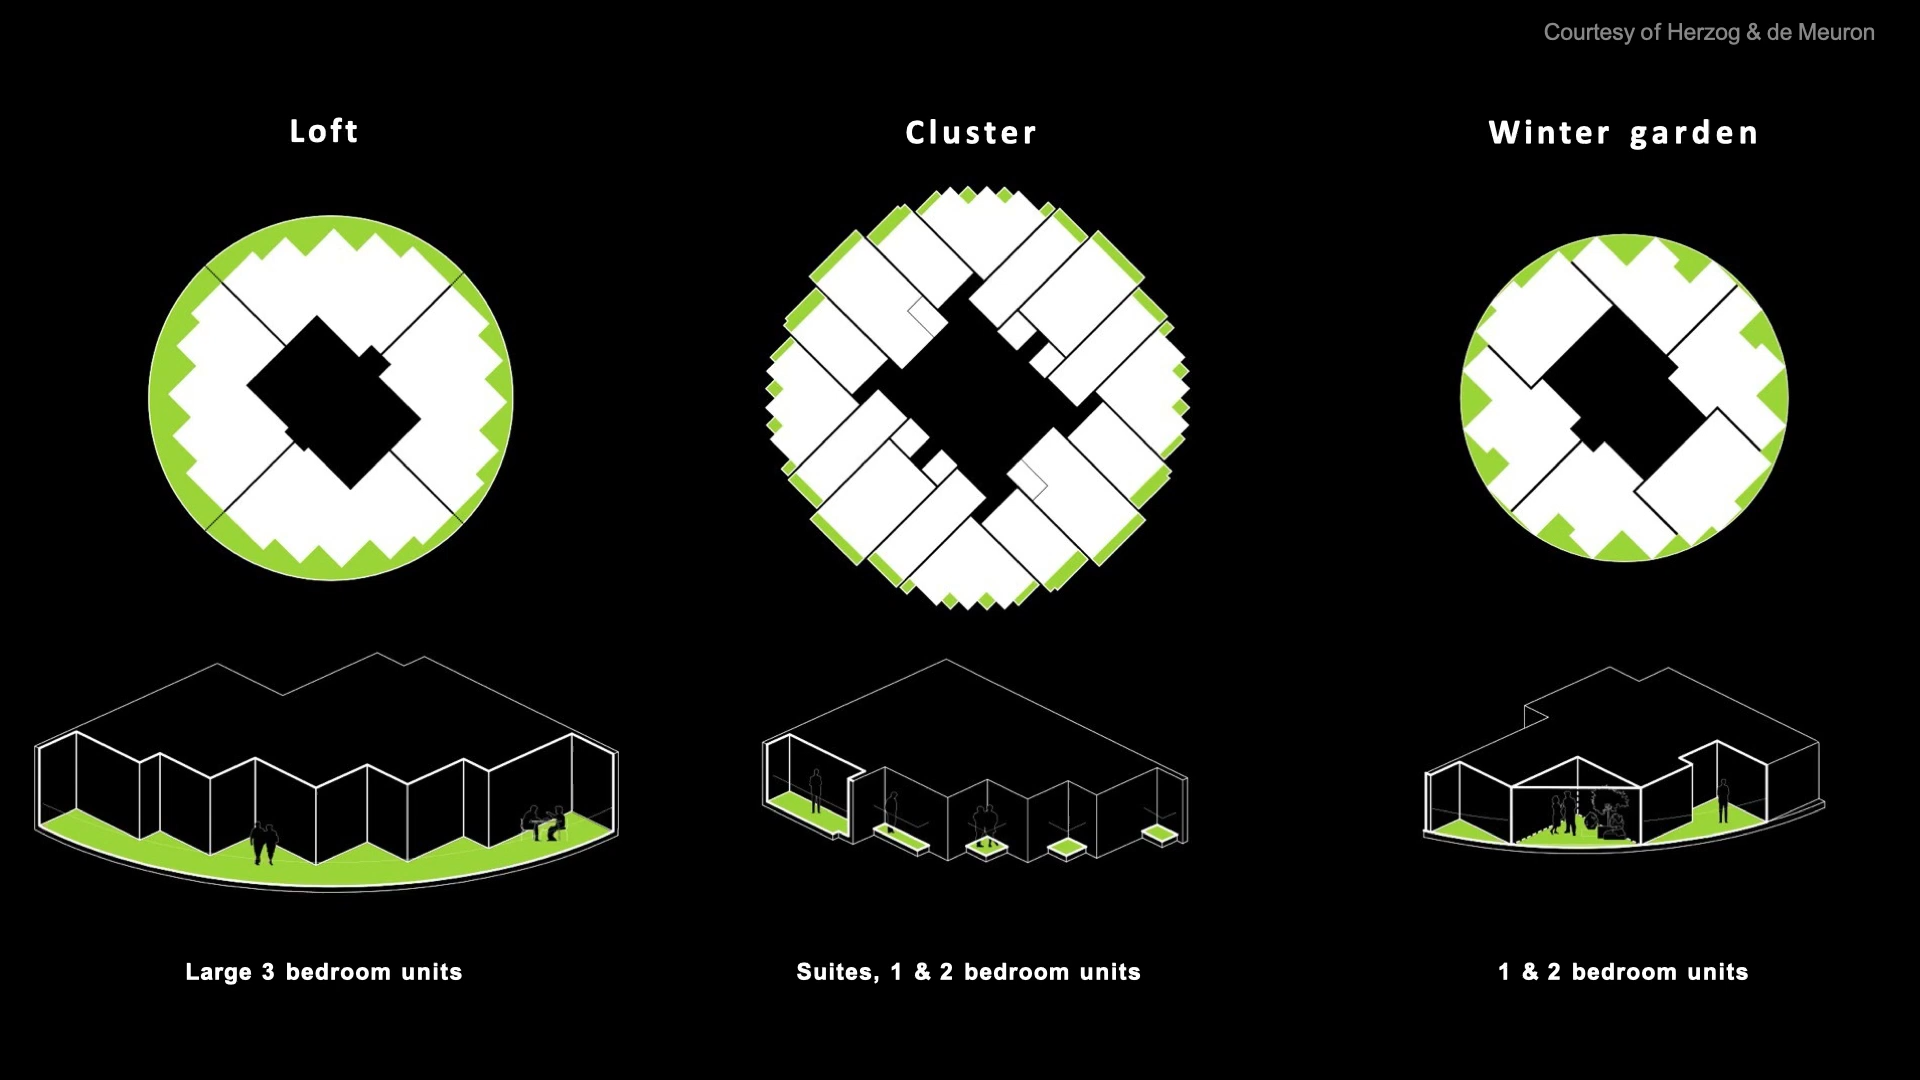 Courtesy of Herzog & de Meuron
Loft
Cluster
Winter garden
Large 3 bedroom units
Suites, 1 & 2 bedroom units
1 & 2 bedroom units